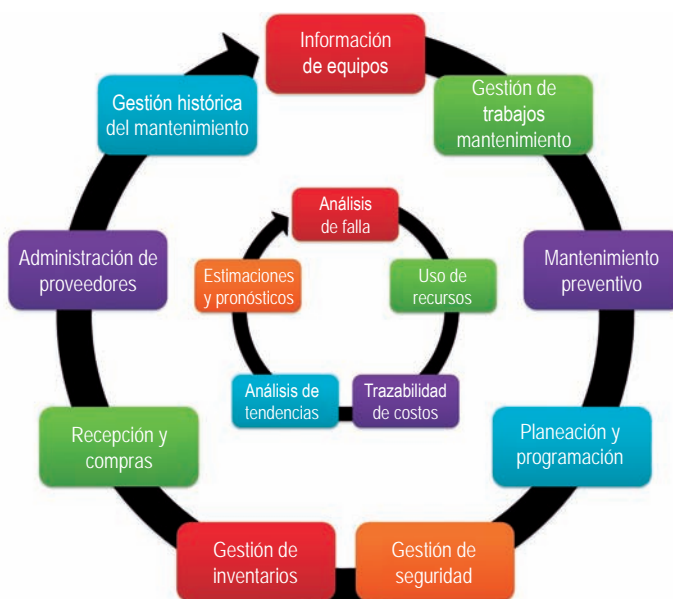 Información
de equipos
Gestión de
trabajos
mantenimiento
Mantenimiento
preventivo
Planeación y
programación
Gestión de
seguridad
Gestión de
inventarios
Recepción y
compras
Administración de
proveedores
Gestión histórica
del mantenimiento
Análisis
de falla
Uso de
recursos
Trazabilidad
de costos
Análisis de
tendencias
Estimaciones
y pronósticos